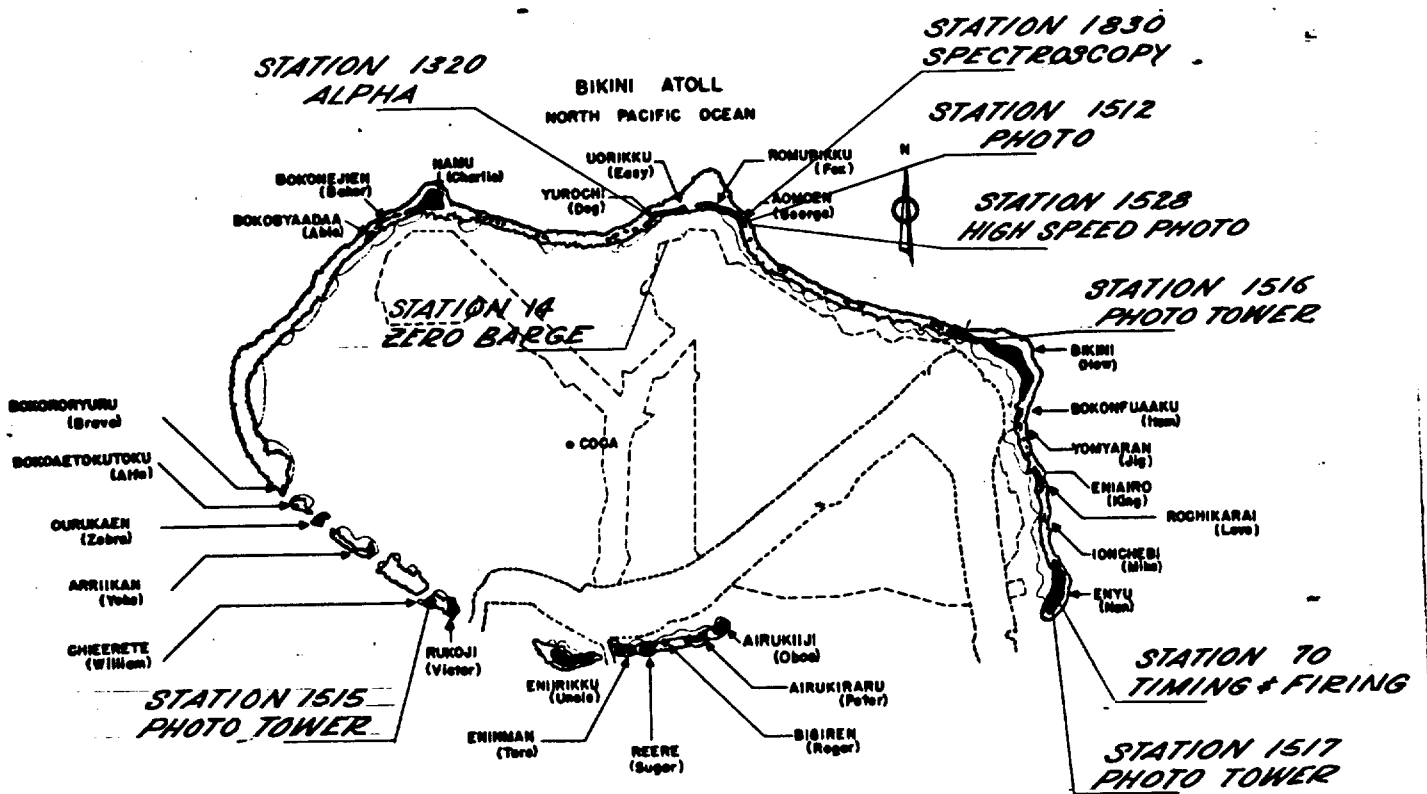 STATION 1830
SPECTROSCOPY
STATION 1320
ALPHA
BIKINI ATOLL
NORTH PACIFIC OCEAN
STATION 1512
PHOTO
N
NAMU
(Charlie)
UORIKKU
(Easy)
ROMURIKKU
(Fox)
BOKONEJIEN
(Baker)
YUROCHI
(Dog)
AOMOEN
(George)
BOKOBYAADAA
(Able)
STATION 1528
HIGH SPEED PHOTO
STATION 14
ZERO BARGE
STATION 1516
PHOTO TOWER
BIKINI
(How)
BOKORORYURU
(Bravo)
BOKONFUAAKU
(Item)
COCA
YOMYARAN
(Jig)
BOKOAETOKUTOKU
(Alfa)
ENIAIRO
(King)
ROCHIKARAI
(Love)
OURUKAEN
(Zebra)
IONCHEBI
(Mike)
ARRIIKAN
(Yoke)
ENYU
(Nan)
CHIEERETE
(William)
RUKOJI
(Victor)
AIRUKIIJI
(Oboe)
STATION 70
TIMING & FIRING
ENIIRIKKU
(Uncle)
AIRUKIRARU
(Peter)
STATION 1515
PHOTO TOWER
ENINMAN
(Tare)
REERE
(Sugar)
BIGIREN
(Roger)
STATION 1517
PHOTO TOWER